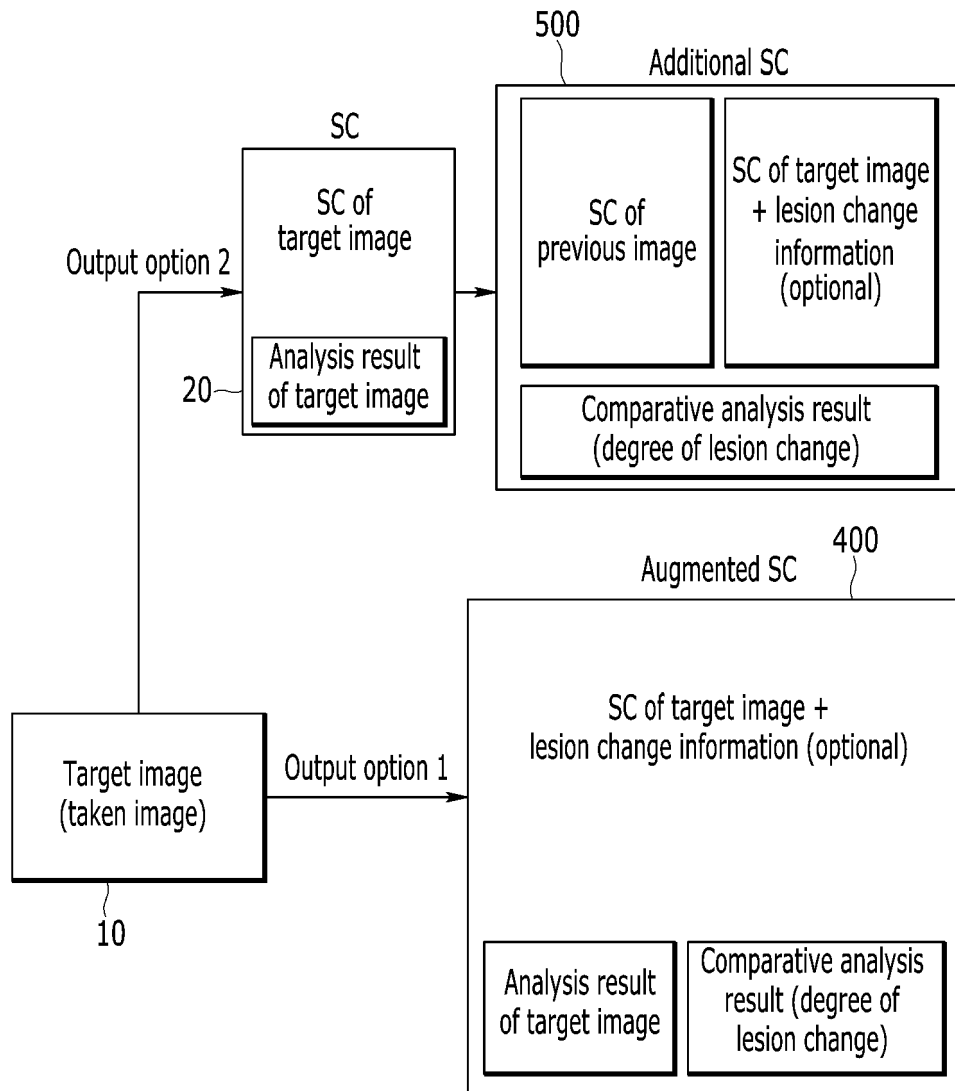 500
Additional SC
SC
SC of
target image
Output option 2
20
Analysis result
of target image
SC of
previous image
SC of target image
+ lesion change
information
(optional)
Comparative analysis result
(degree of lesion change)
400
Augmented SC
SC of target image +
lesion change information (optional)
Target image
(taken image)
Output option 1
10
Analysis result
of target image
Comparative analysis
result (degree of
lesion change)